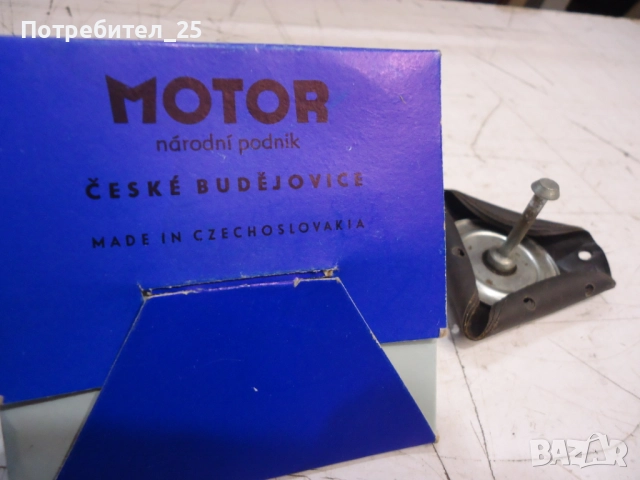 Потребител_25
MOTOR
národní podnik
ČESKÉ BUDĚJOVICE
MADE IN CZECHOSLOVAKIA
BAZAR